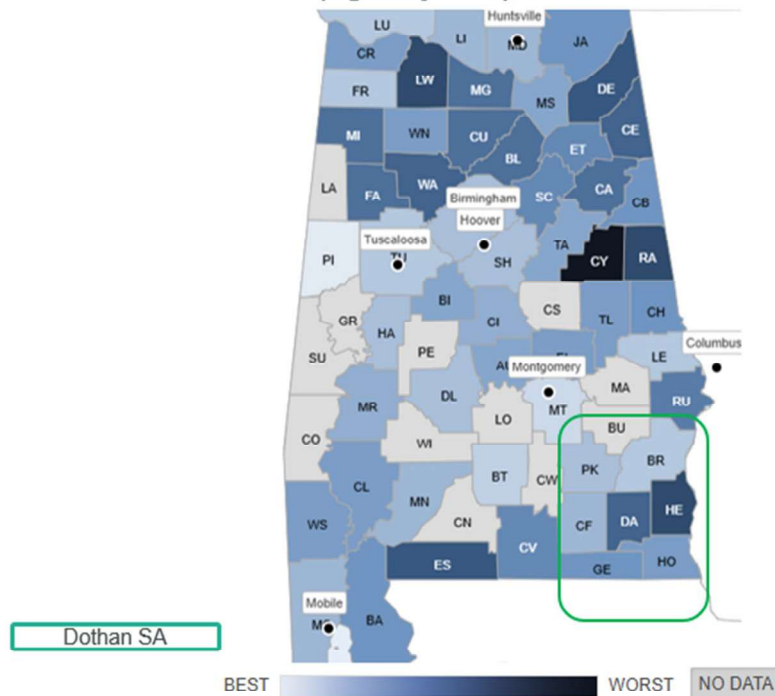 Huntsville
LU
LI
MD
JA
CR
LW
MG
DE
FR
MS
CE
MI
WN
CU
ET
BL
LA
FA
WA
SC
CA
CB
Birmingham
Hoover
Tuscaloosa
TU
TA
PI
SH
CY
RA
BI
CS
GR
CI
TL
CH
HA
PE
SU
LE
Columbus
Montgomery
MA
DL
MR
RU
LO
MT
BU
CO
WI
BR
PK
BT
CW
CL
MN
HE
WS
CN
CF
DA
CV
HO
ES
GE
Mobile
BA
Dothan SA
BEST
WORST
NO DATA